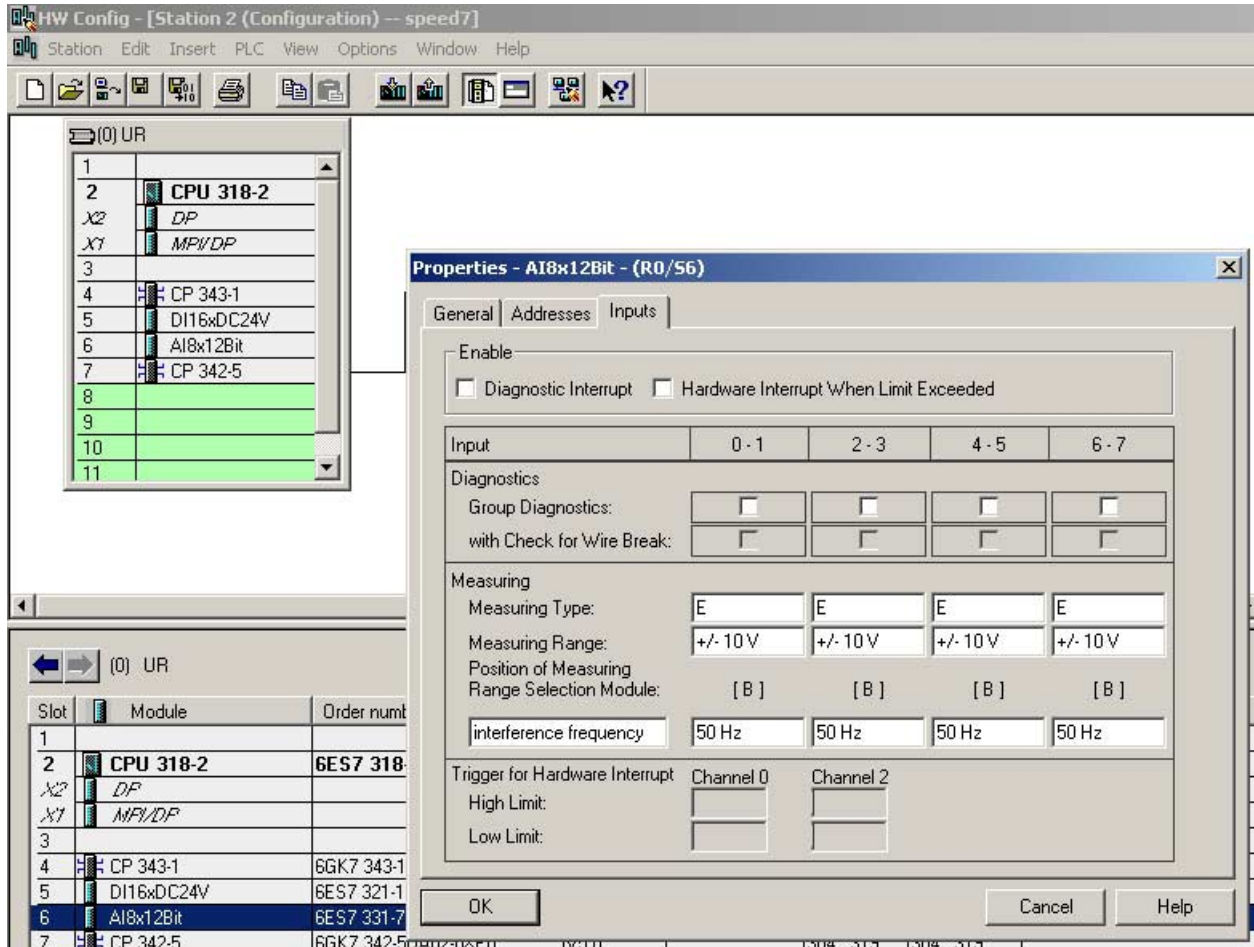 HW Config - [Station 2 (Configuration) -- speed7]
Station Edit Insert PLC View Options Window Help
(0) UR
1
2 CPU 318-2
X2 DP
X1 MPI/DP
3
4 CP 343-1
5 DI16xDC24V
6 AI8x12Bit
7 CP 342-5
8
9
10
11
Properties - AI8x12Bit - (R0/S6)
General Addresses Inputs
Enable
Diagnostic Interrupt Hardware Interrupt When Limit Exceeded
Input 0 - 1 2 - 3 4 - 5 6 - 7
Diagnostics
Group Diagnostics:
with Check for Wire Break:
Measuring
Measuring Type: E E E E
Measuring Range: +/- 10 V +/- 10 V +/- 10 V +/- 10 V
Position of Measuring
Range Selection Module: [ B ] [ B ] [ B ] [ B ]
interference frequency 50 Hz 50 Hz 50 Hz 50 Hz
Trigger for Hardware Interrupt Channel 0 Channel 2
High Limit:
Low Limit:
OK Cancel Help
(0) UR
Slot Module Order numb
1
2 CPU 318-2 6ES7 318-
X2 DP
X1 MPI/DP
3
4 CP 343-1 6GK7 343-1
5 DI16xDC24V 6ES7 321-1
6 AI8x12Bit 6ES7 331-7
7 CP 342-5 6GK7 342-5